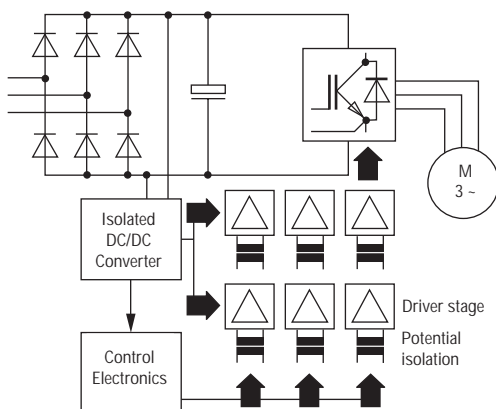 M
3 ~
Isolated
DC/DC
Converter
Driver stage
Potential
isolation
Control
Electronics